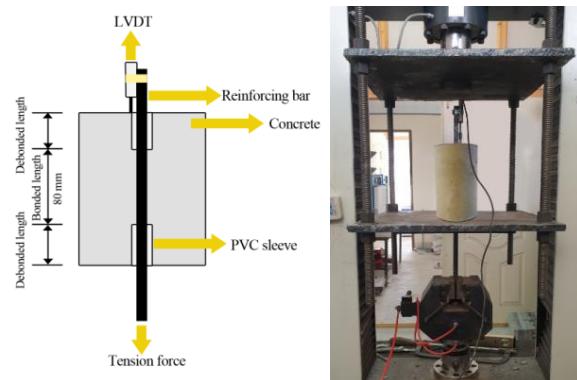 LVDT
Reinforcing bar
Concrete
Debonded length
Bonded length
80 mm
Debonded length
PVC sleeve
Tension force